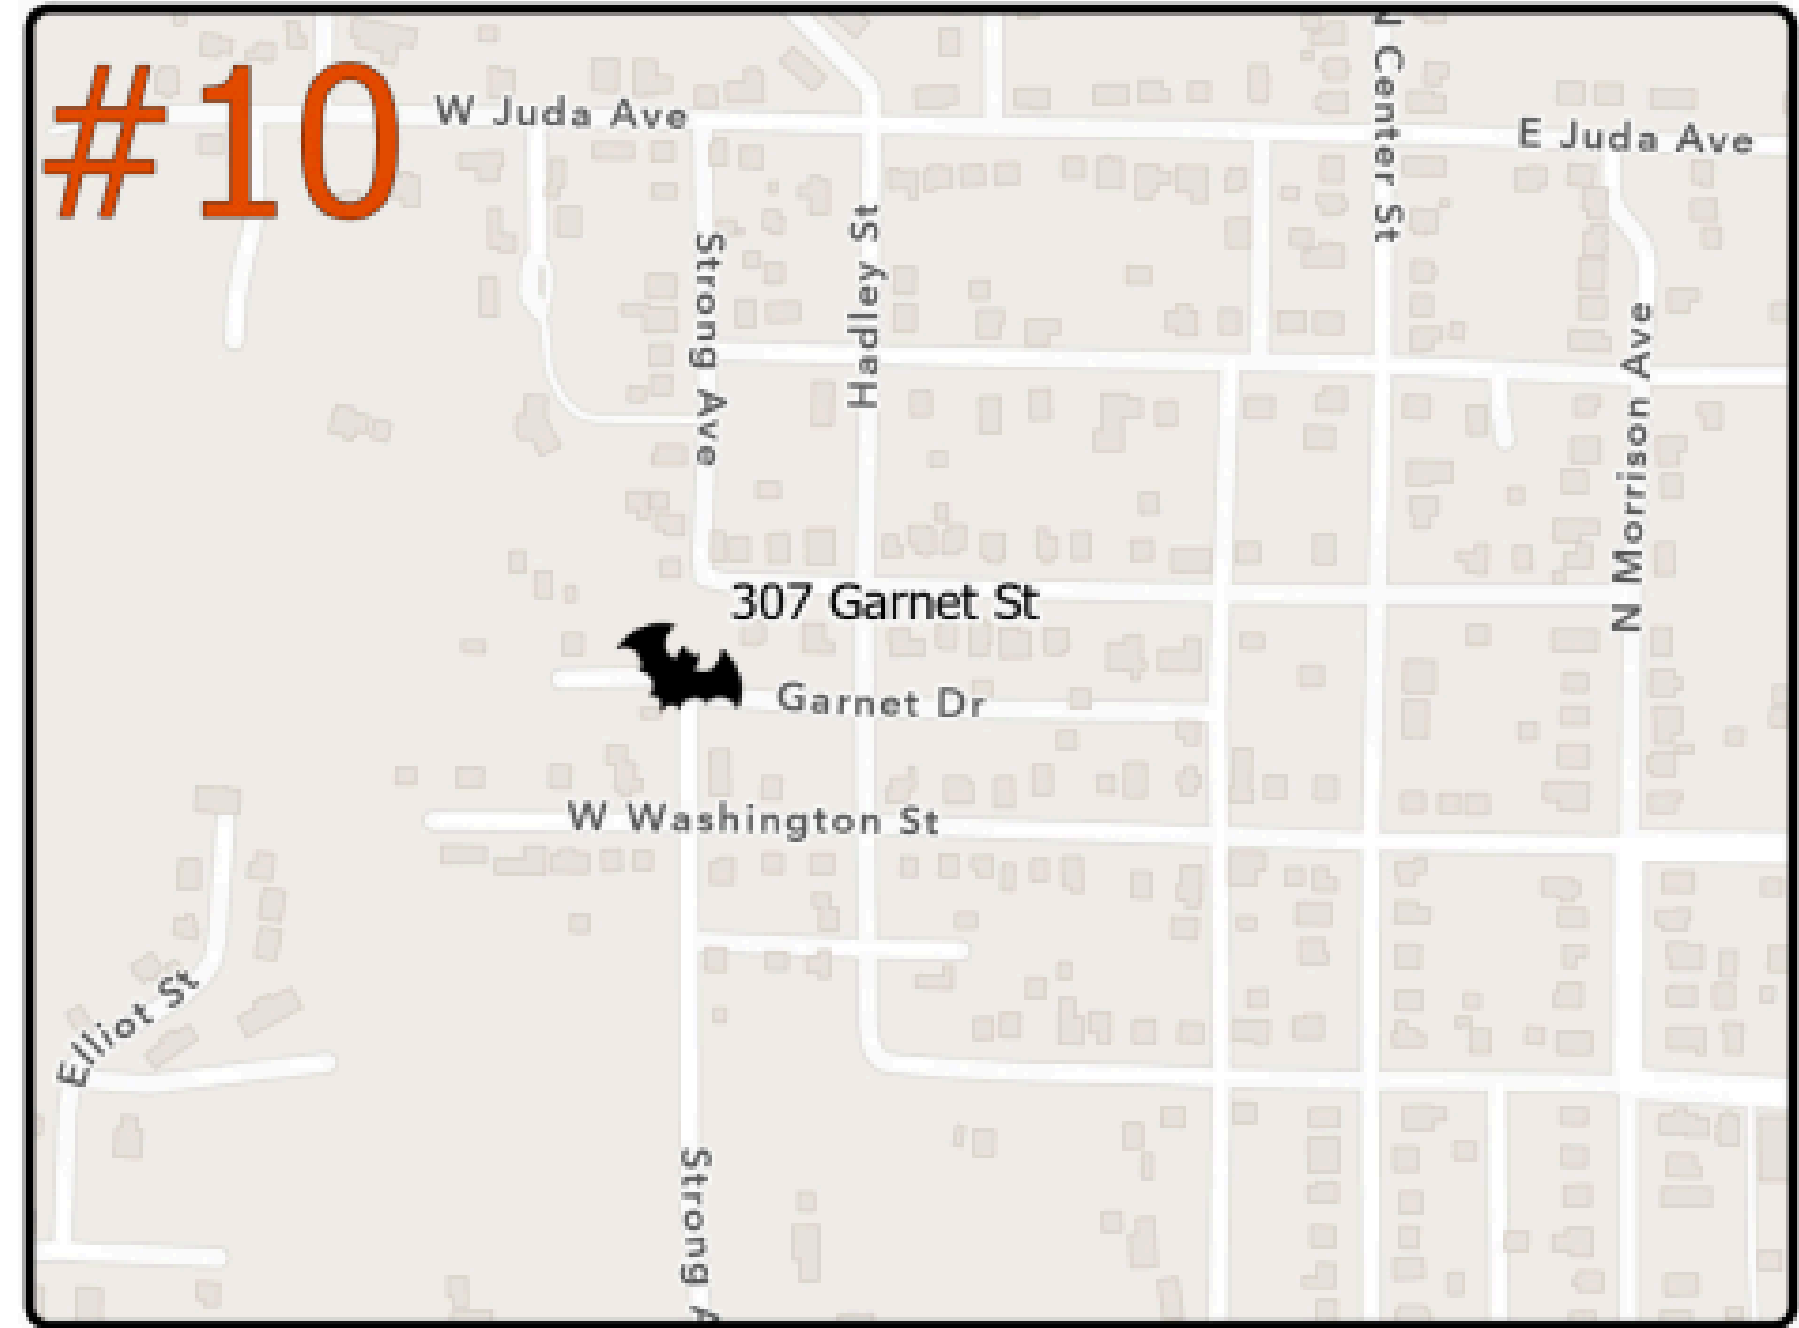 #10
W Juda Ave
N Center St
E Juda Ave
Strong Ave
Hadley St
N Morrison Ave
307 Garnet St
Garnet Dr
W Washington St
Elliot St
Strong A